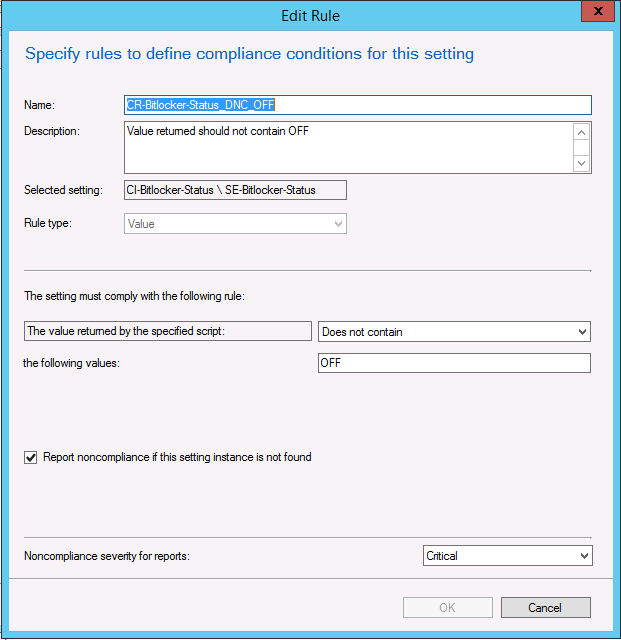 Edit Rule
X
Specify rules to define compliance conditions for this setting
Name:
CR-Bitlocker-Status_DNC_OFF
Description:
Value returned should not contain OFF
Selected setting:
CI-Bitlocker-Status \ SE-Bitlocker-Status
Rule type:
Value
The setting must comply with the following rule:
The value returned by the specified script:
Does not contain
the following values:
OFF
Report noncompliance if this setting instance is not found
Noncompliance severity for reports:
Critical
OK
Cancel